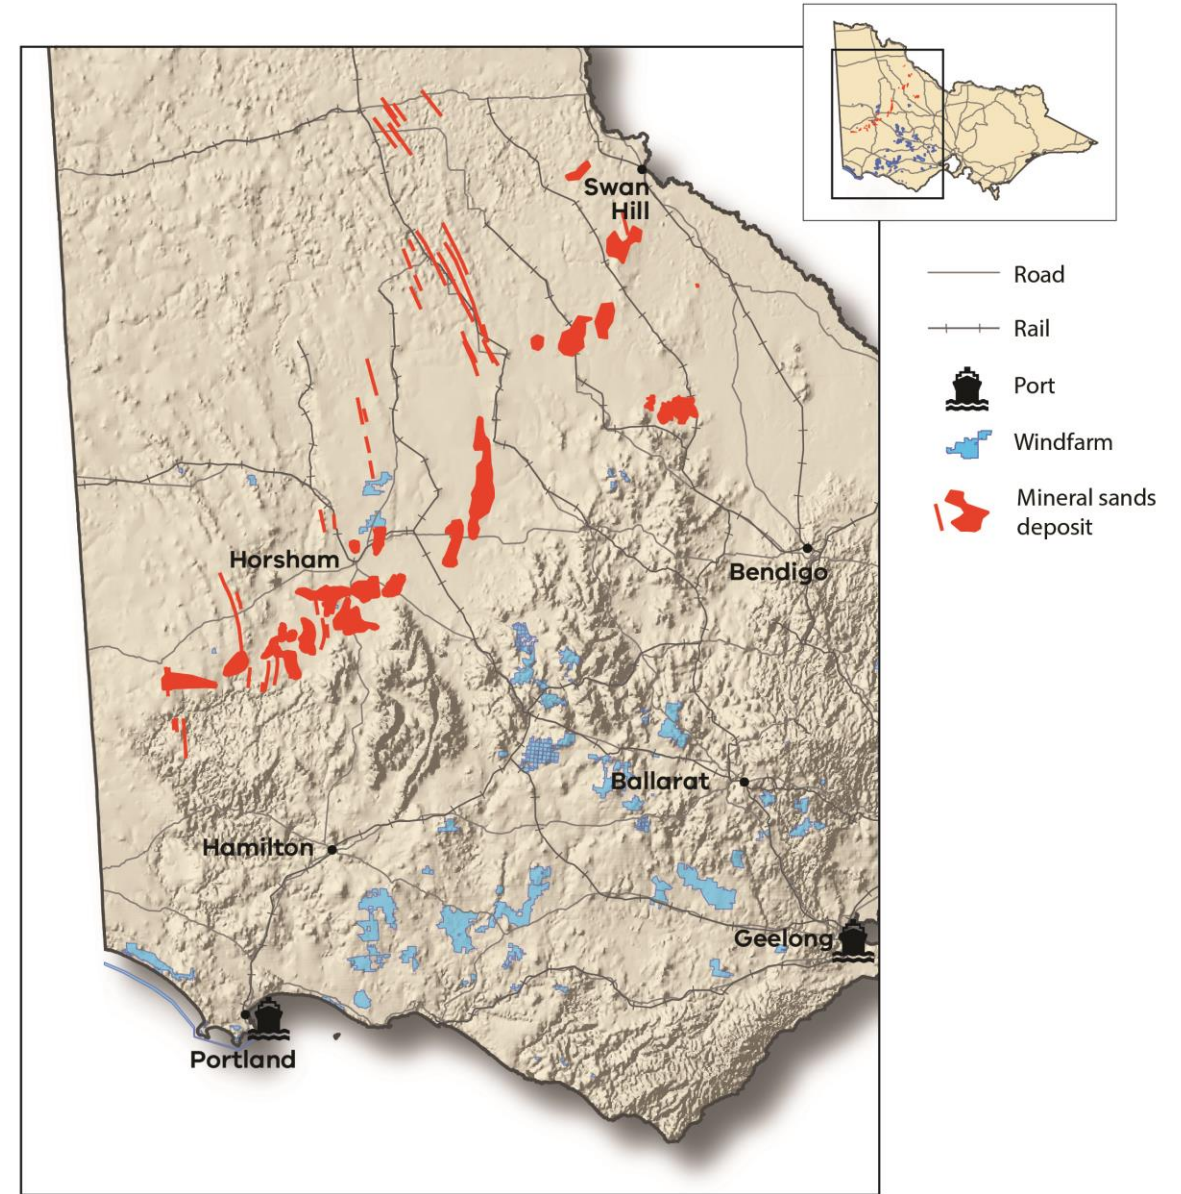 Swan
Hill
Horsham
Bendigo
Ballarat
Hamilton
Geelong
Portland
Road
Rail
Port
Windfarm
Mineral sands
deposit